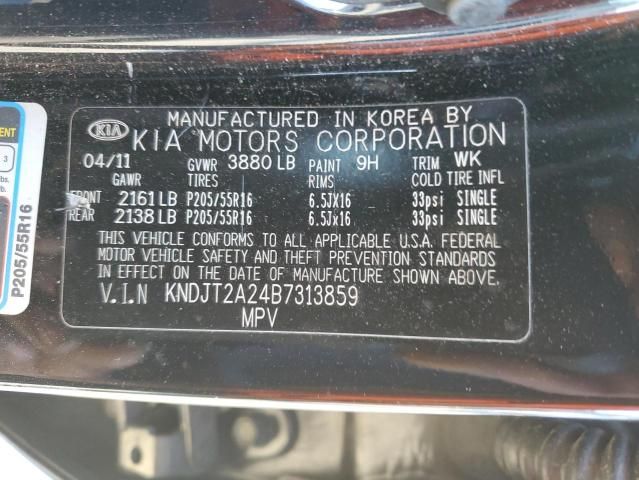 MANUFACTURED IN KOREA BY
KIA KIA MOTORS CORPORATION
04/11 GVWR 3880 LB PAINT 9H TRIM WK
GAWR TIRES RIMS COLD TIRE INFL
FRONT 2161 LB P205/55R16 6.5Jx16 33psi SINGLE
REAR 2138 LB P205/55R16 6.5Jx16 33psi SINGLE
THIS VEHICLE CONFORMS TO ALL APPLICABLE U.S.A. FEDERAL
MOTOR VEHICLE SAFETY AND THEFT PREVENTION STANDARDS
IN EFFECT ON THE DATE OF MANUFACTURE SHOWN ABOVE.
V.I.N KNDJT2A24B7313859
MPV
3
P205/55R16